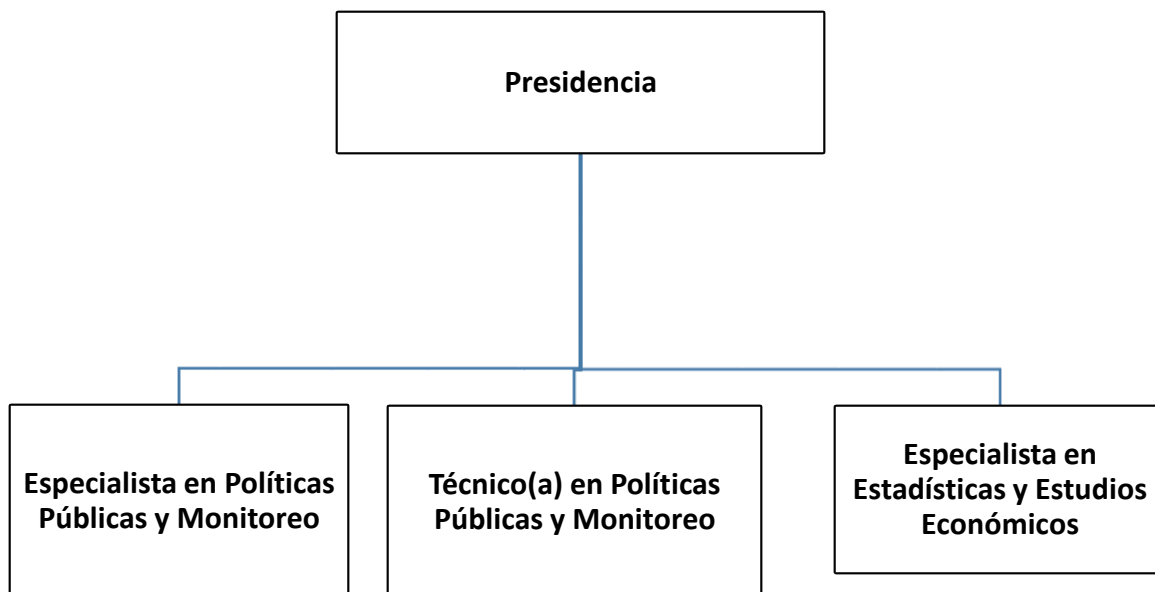 Presidencia
Especialista en Políticas
Públicas y Monitoreo
Técnico(a) en Políticas
Públicas y Monitoreo
Especialista en
Estadísticas y Estudios
Económicos